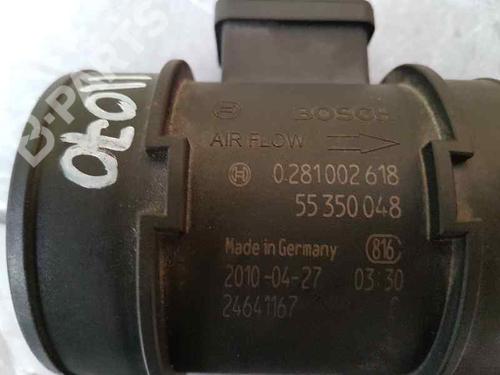 BOSCH
AIR FLOW
0 281 002 618
55 350 048
Made in Germany 816
2010-04-27 03:30
24641167
B-PARTS